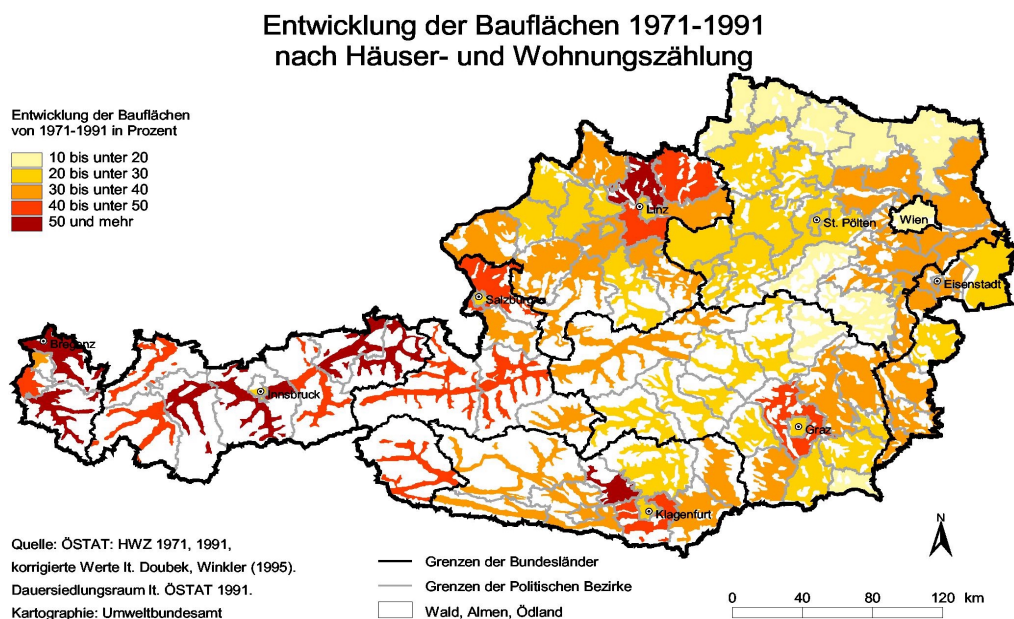 Entwicklung der Bauflächen 1971-1991
nach Häuser- und Wohnungszählung
Entwicklung der Bauflächen
von 1971-1991 in Prozent
10 bis unter 20
20 bis unter 30
30 bis unter 40
40 bis unter 50
50 und mehr
Linz
St. Pölten
Wien
Eisenstadt
Salzburg
Bregenz
Innsbruck
Graz
Klagenfurt
Quelle: ÖSTAT: HWZ 1971, 1991,
korrigierte Werte lt. Doubek, Winkler (1995).
Dauersiedlungsraum lt. ÖSTAT 1991.
Kartographie: Umweltbundesamt
Grenzen der Bundesländer
Grenzen der Politischen Bezirke
Wald, Almen, Ödland
N
0 40 80 120 km